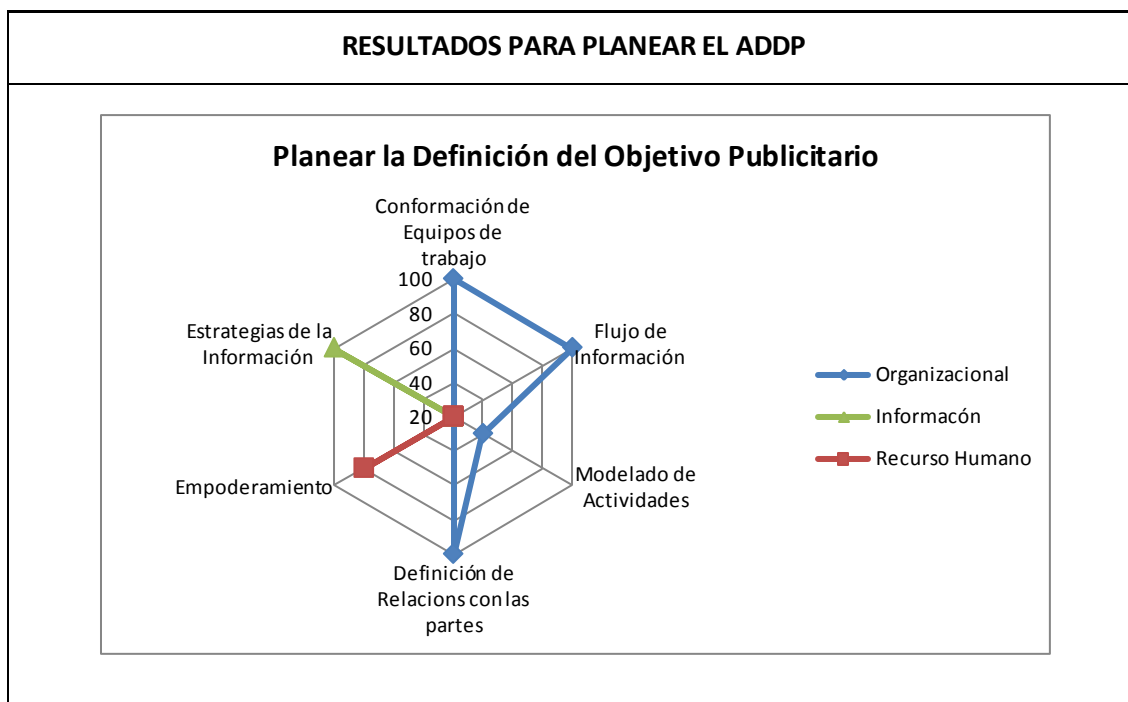 RESULTADOS PARA PLANEAR EL ADDP
Planear la Definición del Objetivo Publicitario
Conformación de
Equipos de
trabajo
100
80
60
40
20
Flujo de
Información
Modelado de
Actividades
Definición de
Relacions con las
partes
Empoderamiento
Estrategias de la
Información
Organizacional
Informacón
Recurso Humano